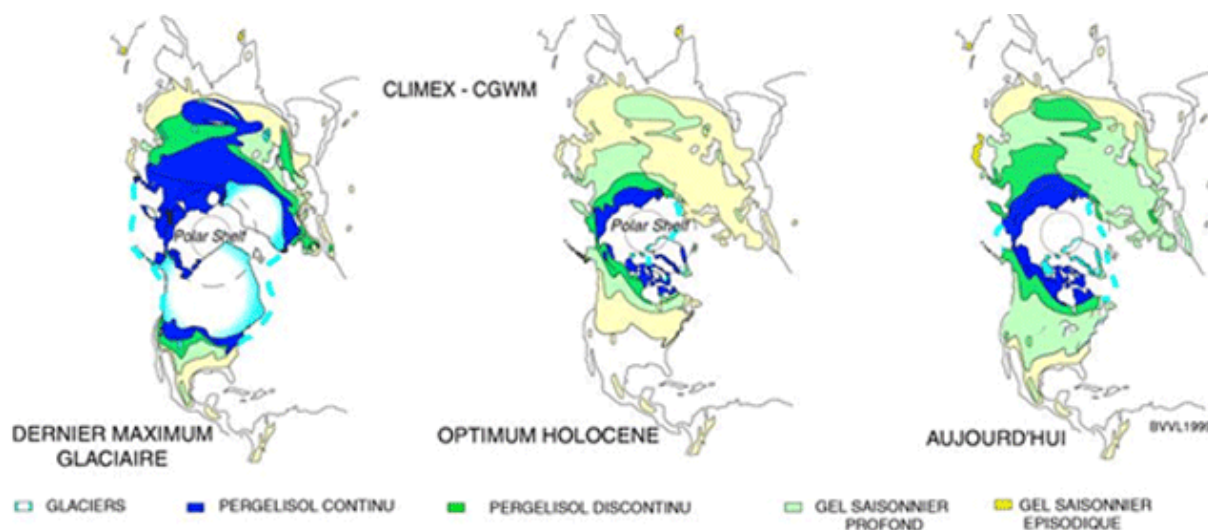 CLIMEX - CGWM
Polar Shelf
Polar Shelf
DERNIER MAXIMUM
GLACIAIRE
OPTIMUM HOLOCENE
AUJOURD'HUI
BVVL1999
GLACIERS
PERGELISOL CONTINU
PERGELISOL DISCONTINU
GEL SAISONNIER
PROFOND
GEL SAISONNIER
EPISODIQUE